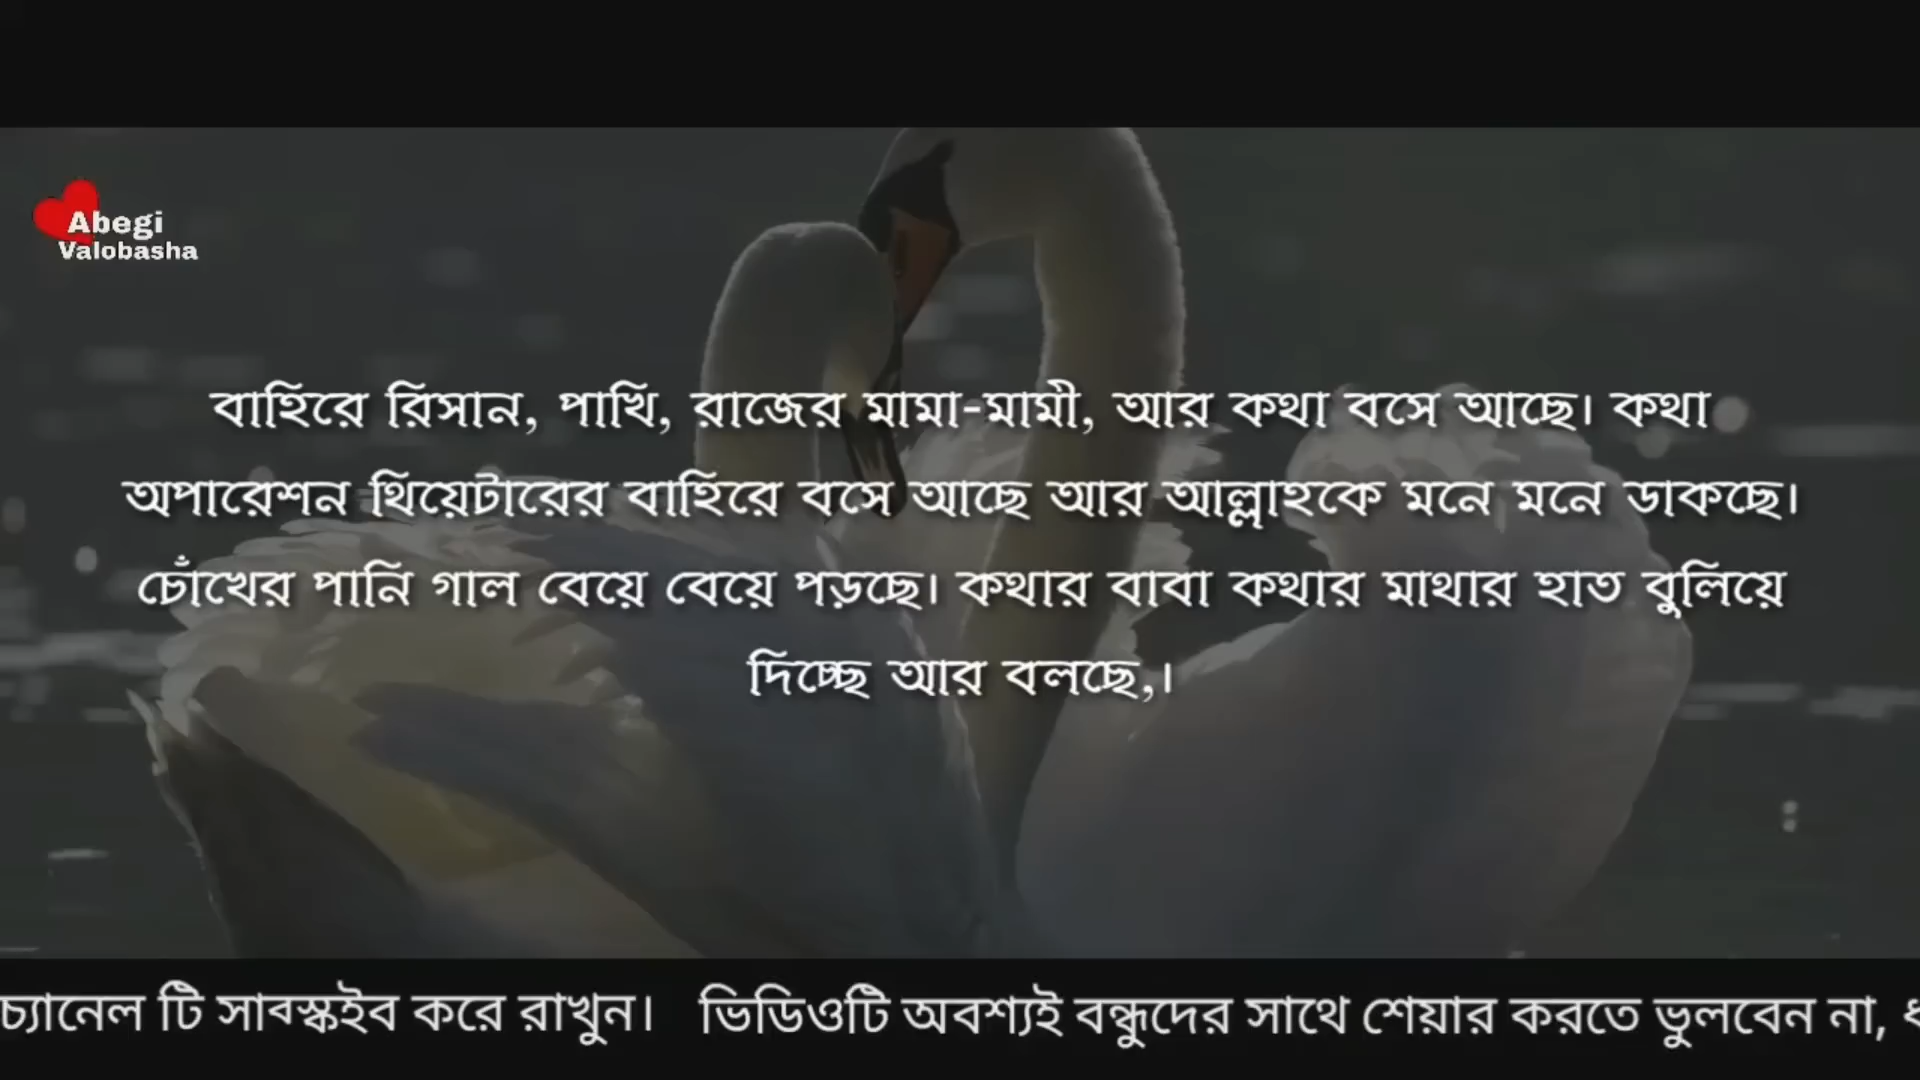 Abegi
Valobasha
বাহিরে রিসান, পাখি, রাজের মামা-মামী, আর কথা বসে আছে। কথা
অপারেশন থিয়েটারের বাহিরে বসে আছে আর আল্লাহকে মনে মনে ডাকছে।
চোঁখের পানি গাল বেয়ে বেয়ে পড়ছে। কথার বাবা কথার মাথার হাত বুলিয়ে
দিচ্ছে আর বলছে,।
চ্যানেল টি সাবস্কইব করে রাখুন। ভিডিওটি অবশ্যই বন্ধুদের সাথে শেয়ার করতে ভুলবেন না,